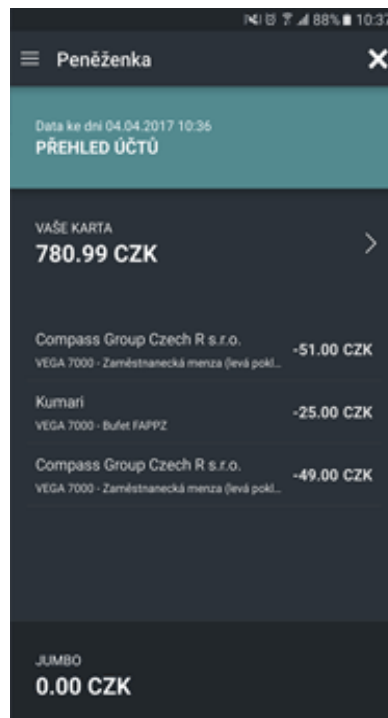 88% 10:37
Peněženka
Data ke dni 04.04.2017 10:36
PŘEHLED ÚČTŮ
VAŠE KARTA
780.99 CZK
Compass Group Czech R s.r.o.
-51.00 CZK
VEGA 7000 - Zaměstnanecká menza (levá pokl...
Kumari
-25.00 CZK
VEGA 7000 - Bufet FAPPZ
Compass Group Czech R s.r.o.
-49.00 CZK
VEGA 7000 - Zaměstnanecká menza (levá pokl...
JUMBO
0.00 CZK